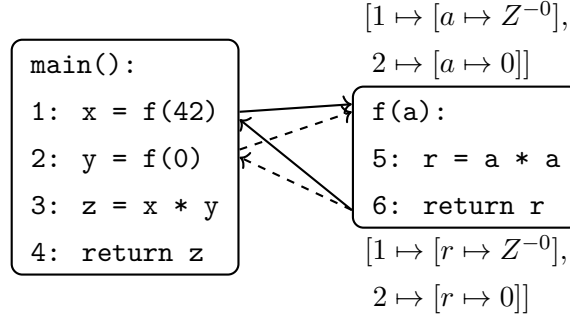 [1 ↦ [a ↦ Z⁻⁰],
2 ↦ [a ↦ 0]]
main():
1: x = f(42)
2: y = f(0)
3: z = x * y
4: return z
f(a):
5: r = a * a
6: return r
[1 ↦ [r ↦ Z⁻⁰],
2 ↦ [r ↦ 0]]